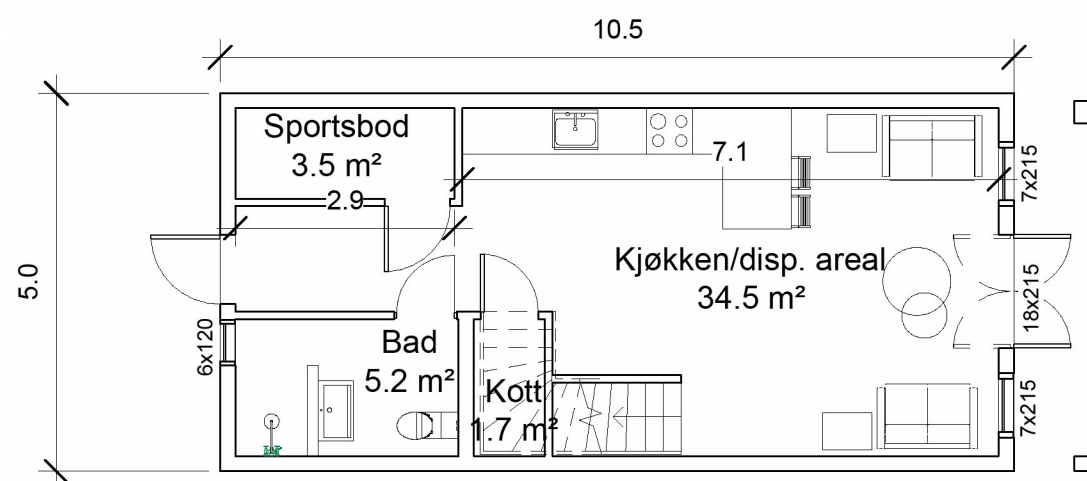 10.5
5.0
Sportsbod
3.5 m²
2.9
7.1
7x215
Kjøkken/disp. areal
34.5 m²
18x215
6x120
Bad
5.2 m²
Kott
1.7 m²
7x215